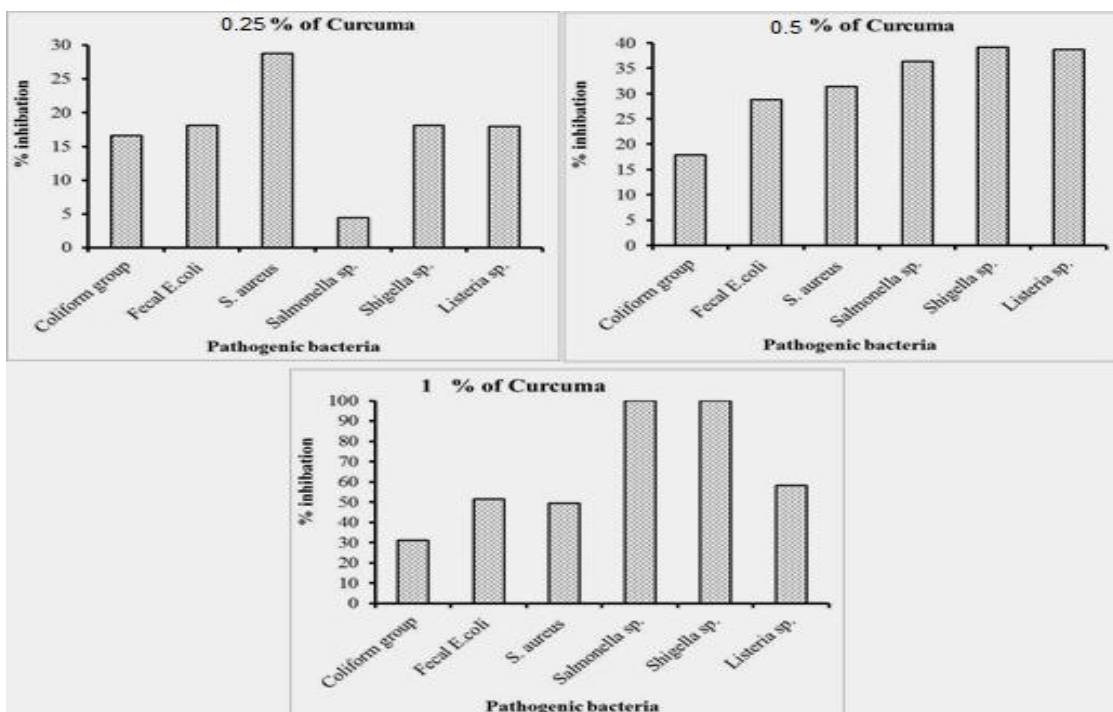 0.25 % of Curcuma
% inhibation
30
25
20
15
10
5
0
Coliform group
Fecal E.coli
S. aureus
Salmonella sp.
Shigella sp.
Listeria sp.
Pathogenic bacteria
0.5 % of Curcuma
% inhibation
40
35
30
25
20
15
10
5
0
Coliform group
Fecal E.coli
S. aureus
Salmonella sp.
Shigella sp.
Listeria sp.
Pathogenic bacteria
1 % of Curcuma
% inhibation
100
90
80
70
60
50
40
30
20
10
0
Coliform group
Fecal E.coli
S. aureus
Salmonella sp.
Shigella sp.
Listeria sp.
Pathogenic bacteria